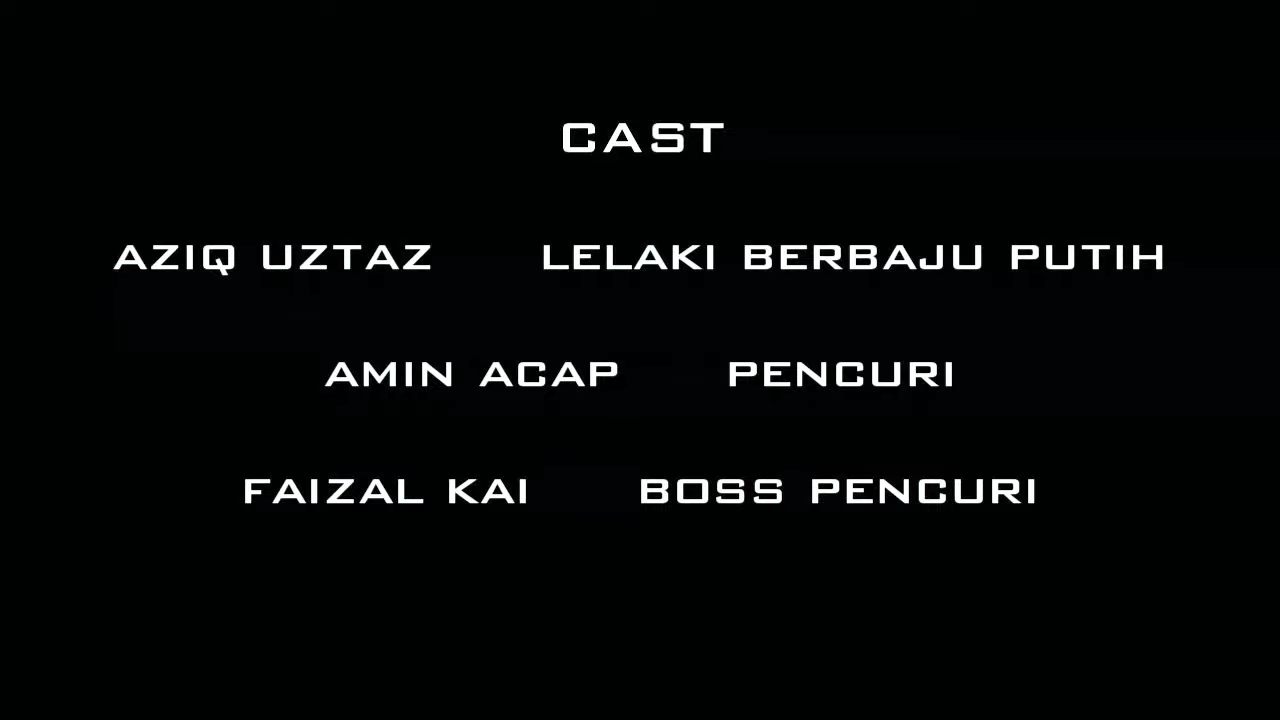 CAST
AZIQ UZTAZ LELAKI BERBAJU PUTIH
AMIN ACAP PENCURI
FAIZAL KAI BOSS PENCURI